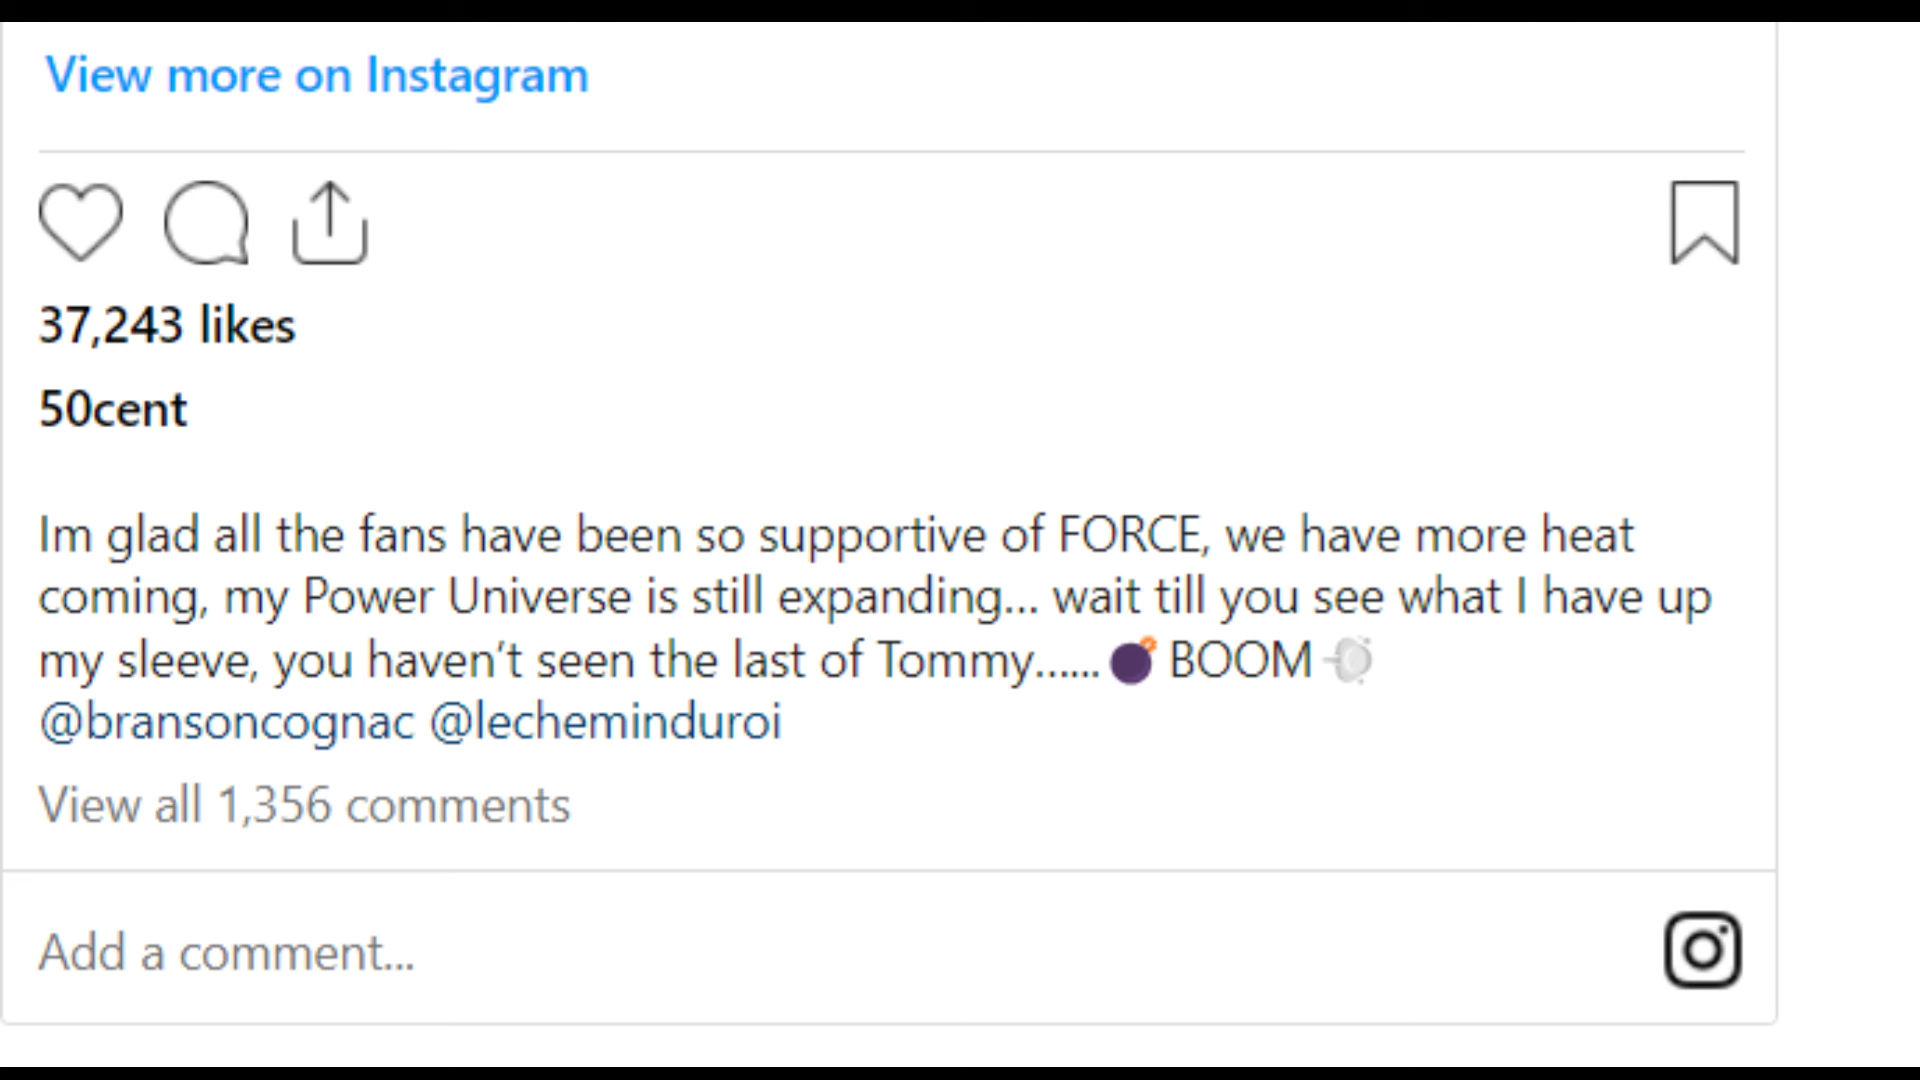 View more on Instagram
37,243 likes
50cent
Im glad all the fans have been so supportive of FORCE, we have more heat
coming, my Power Universe is still expanding... wait till you see what I have up
my sleeve, you haven’t seen the last of Tommy......💣 BOOM 💨
@bransoncognac @lecheminduroi
View all 1,356 comments
Add a comment...